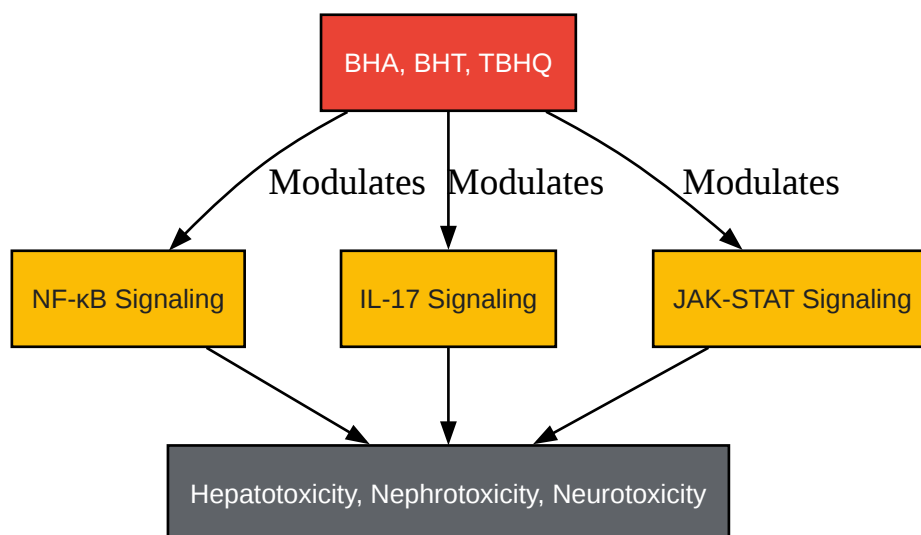 BHA, BHT, TBHQ
Modulates Modulates Modulates
NF-κB Signaling IL-17 Signaling JAK-STAT Signaling
Hepatotoxicity, Nephrotoxicity, Neurotoxicity